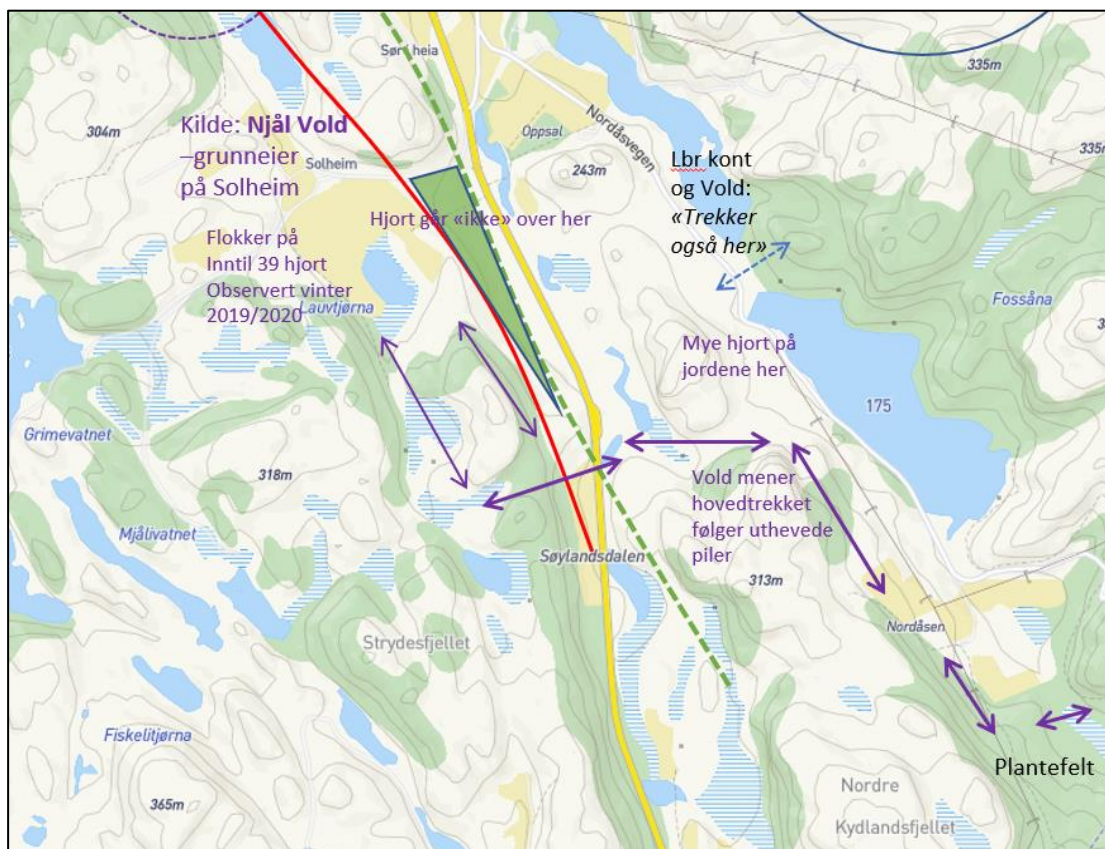 Sør heia
335m
304m
Kilde: Njål Vold
–grunneier
på Solheim
Solheim
Oppsal
Nordåsvegen
243m
335m
Lbr kont
og Vold:
«Trekker
også her»
Hjort går «ikke» over her
Flokker på
Inntil 39 hjort
Observert vinter
2019/2020
Lauvtjørna
Fossåna
Mye hjort på
jordene her
175
Grimevatnet
318m
Vold mener
hovedtrekket
følger uthevede
piler
Mjålivatnet
Søylandsdalen
313m
Nordåsen
Strydesfjellet
Fiskelitjørna
365m
Plantefelt
Nordre
Kydlandsfjellet